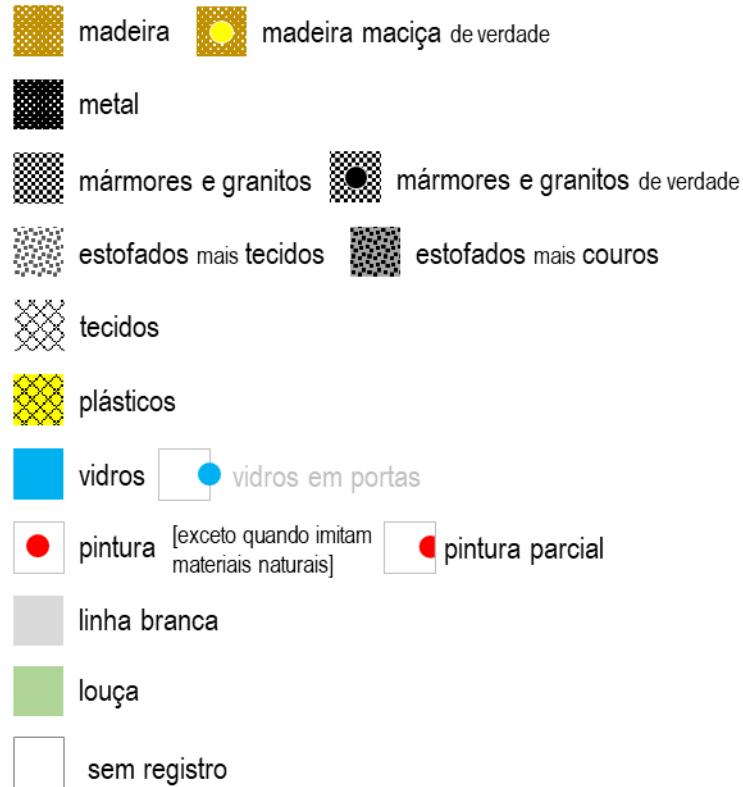 madeira madeira maciça de verdade
metal
mármores e granitos mármores e granitos de verdade
estofados mais tecidos estofados mais couros
tecidos
plásticos
vidros vidros em portas
pintura [exceto quando imitam materiais naturais] pintura parcial
linha branca
louça
sem registro